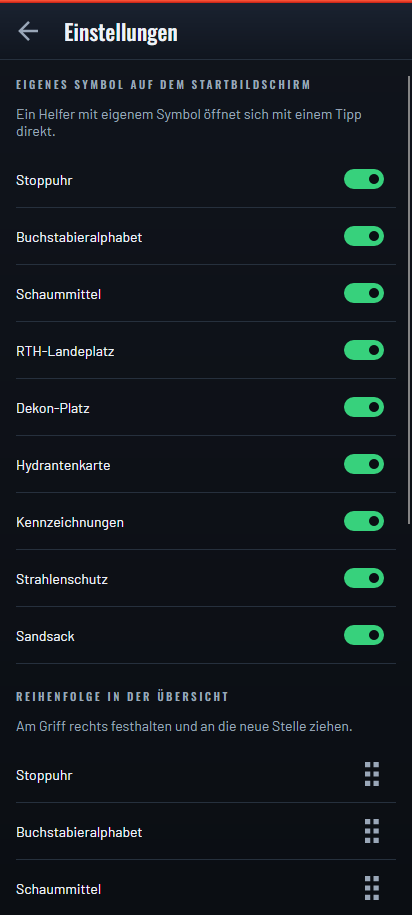 Einstellungen
EIGENES SYMBOL AUF DEM STARTBILDSCHIRM
Ein Helfer mit eigenem Symbol öffnet sich mit einem Tipp
direkt.
Stoppuhr
Buchstabieralphabet
Schaummittel
RTH-Landeplatz
Dekon-Platz
Hydrantenkarte
Kennzeichnungen
Strahlenschutz
Sandsack
REIHENFOLGE IN DER ÜBERSICHT
Am Griff rechts festhalten und an die neue Stelle ziehen.
Stoppuhr
Buchstabieralphabet
Schaummittel